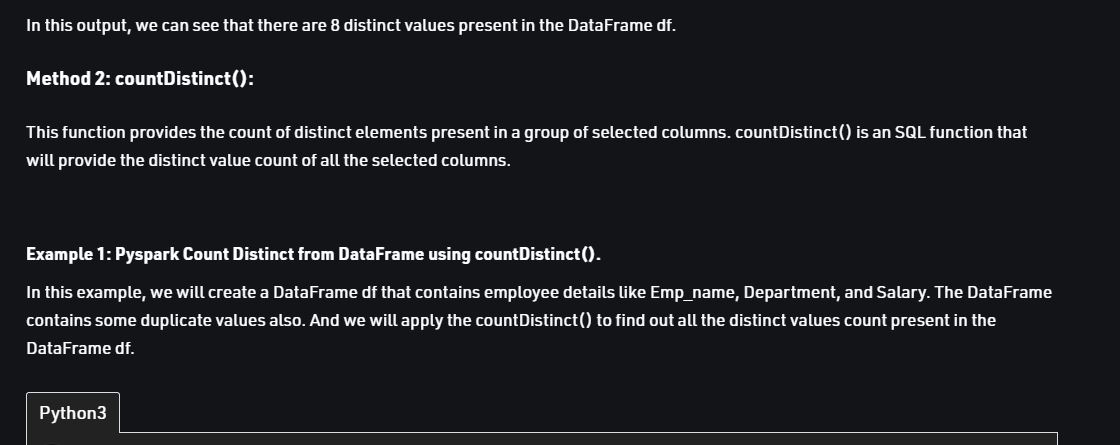 In this output, we can see that there are 8 distinct values present in the DataFrame df.
Method 2: countDistinct():
This function provides the count of distinct elements present in a group of selected columns. countDistinct() is an SQL function that
will provide the distinct value count of all the selected columns.
Example 1: Pyspark Count Distinct from DataFrame using countDistinct().
In this example, we will create a DataFrame df that contains employee details like Emp_name, Department, and Salary. The DataFrame
contains some duplicate values also. And we will apply the countDistinct() to find out all the distinct values count present in the
DataFrame df.
Python3